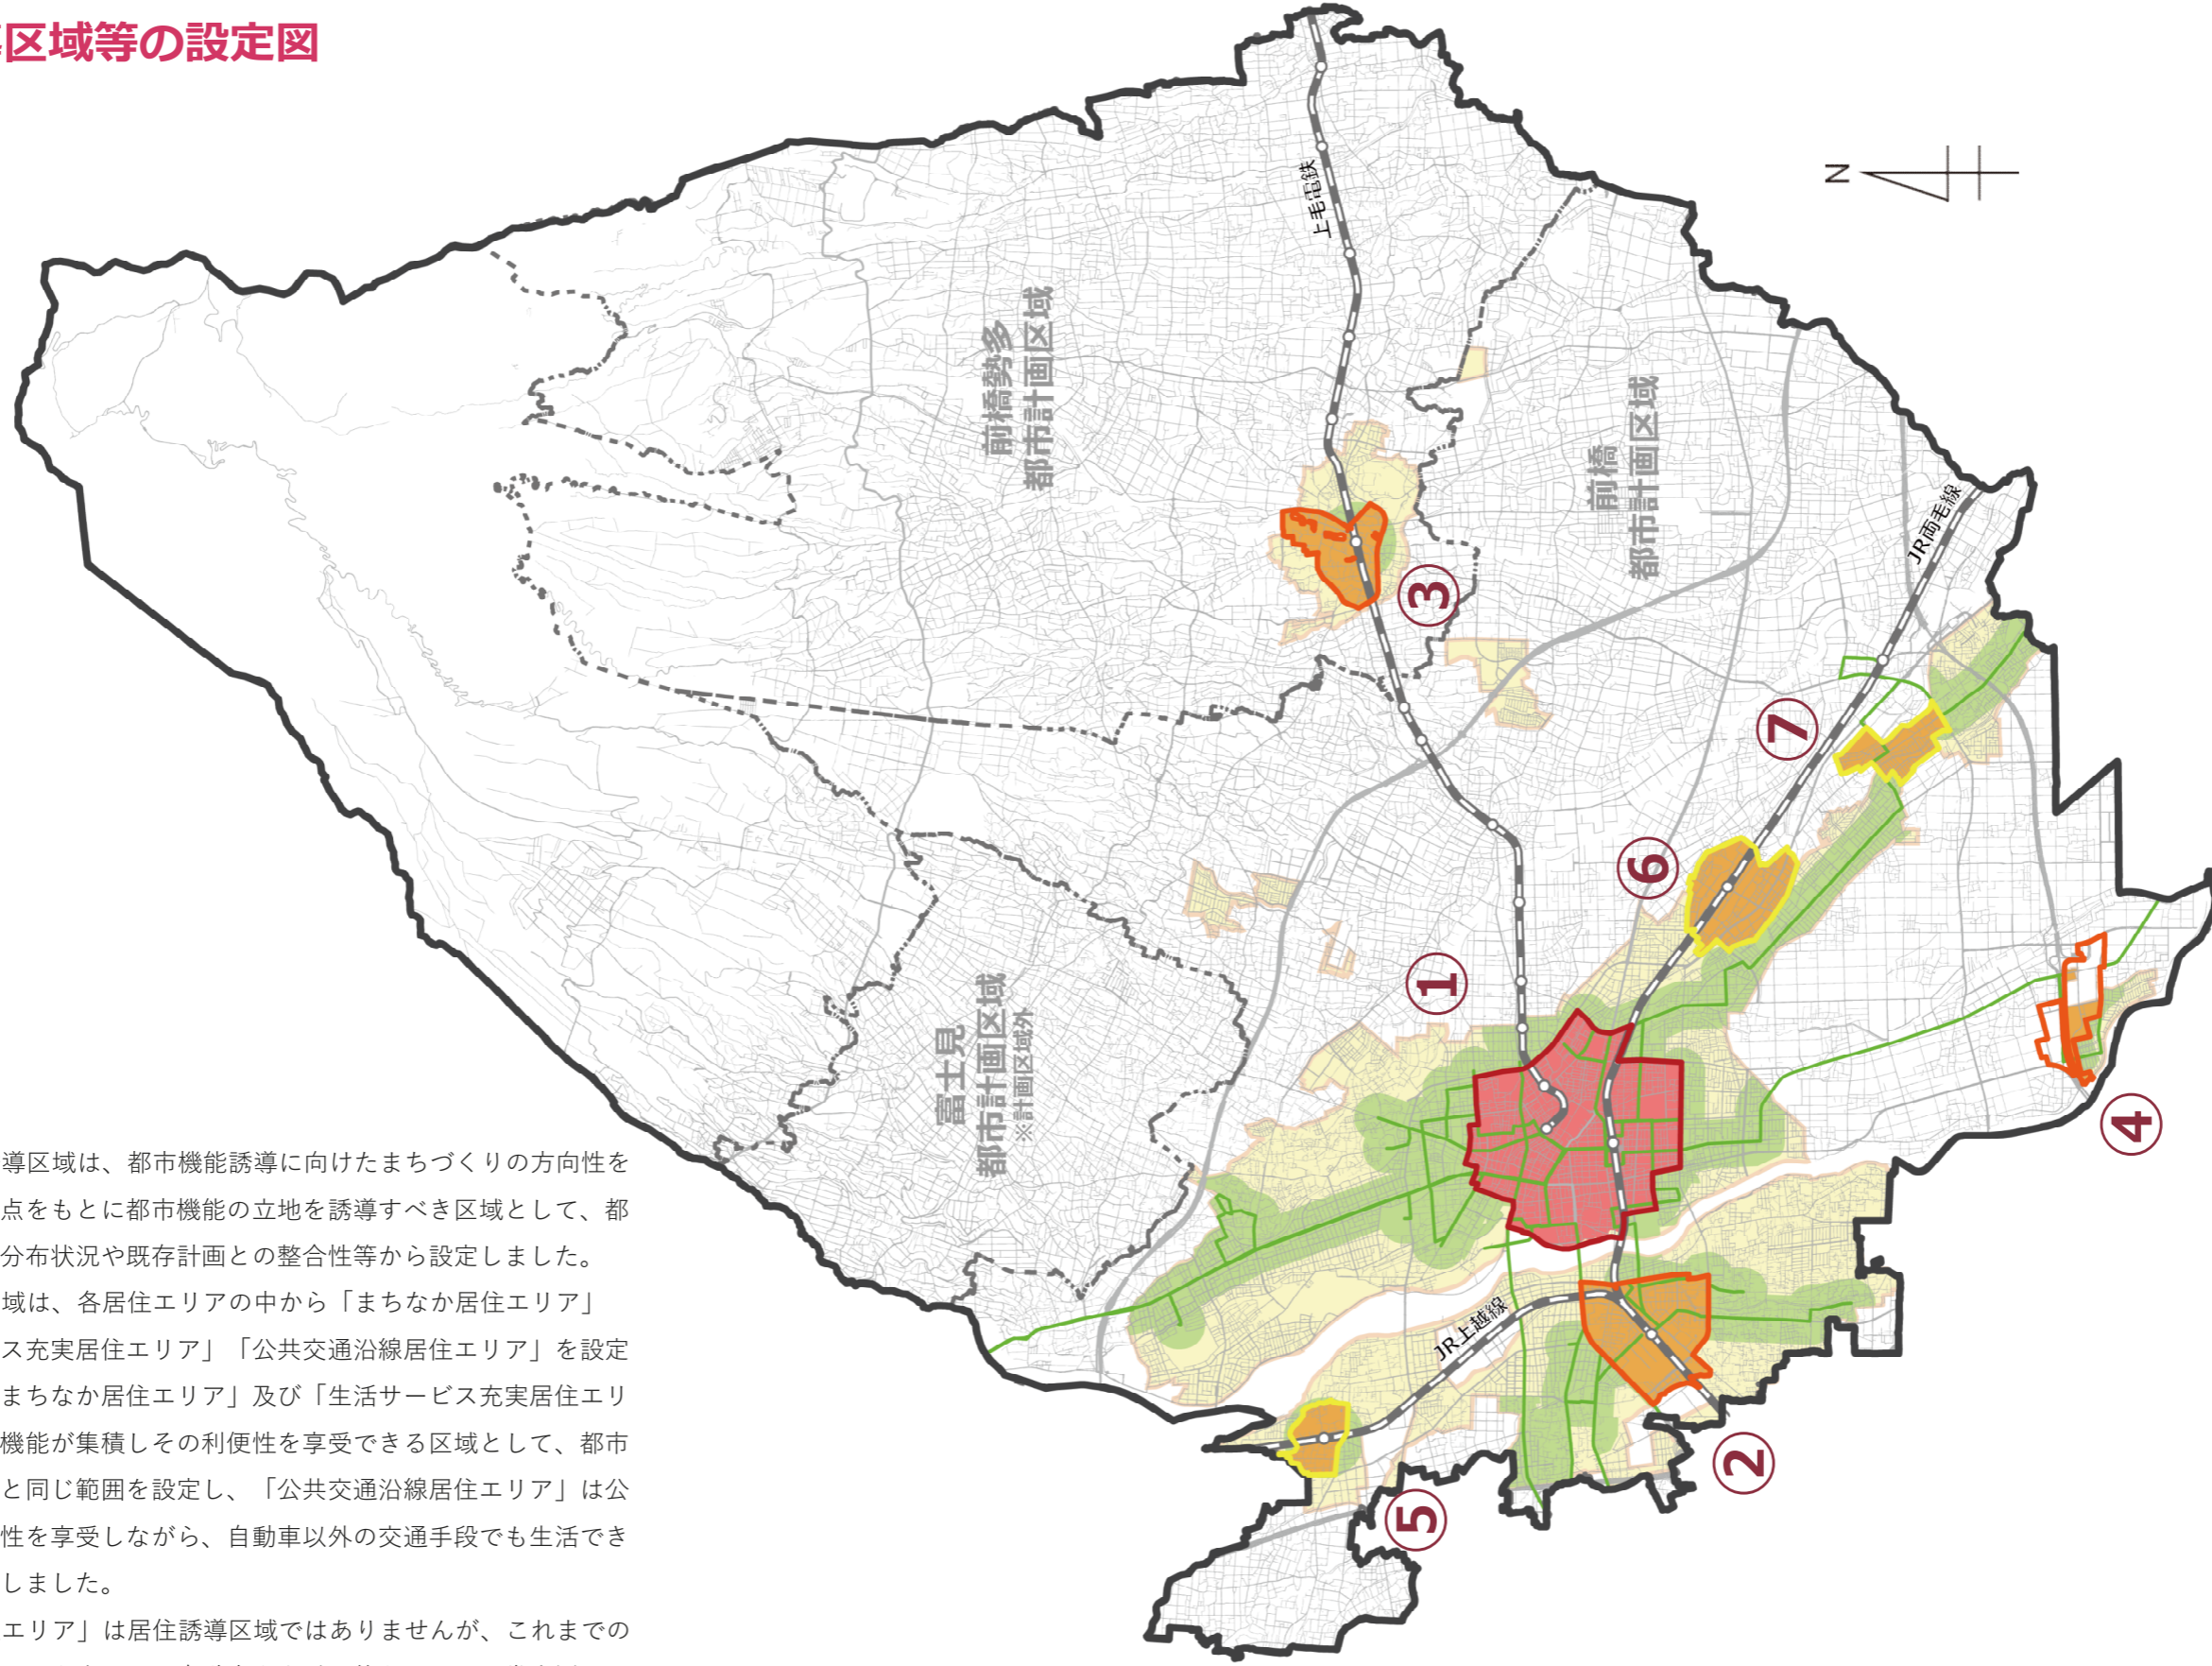 区域等の設定図
N
上毛電鉄
前橋勢多
都市計画区域
前橋
都市計画区域
JR両毛線
③
⑦
⑥
①
富士見
都市計画区域
※計画区域外
④
JR上越線
②
⑤
導区域は、都市機能誘導に向けたまちづくりの方向性を
点をもとに都市機能の立地を誘導すべき区域として、都
分布状況や既存計画との整合性等から設定しました。
域は、各居住エリアの中から「まちなか居住エリア」
ス充実居住エリア」「公共交通沿線居住エリア」を設定
まちなか居住エリア」及び「生活サービス充実居住エリ
機能が集積しその利便性を享受できる区域として、都市
と同じ範囲を設定し、「公共交通沿線居住エリア」は公
性を享受しながら、自動車以外の交通手段でも生活でき
しました。
エリア」は居住誘導区域ではありませんが、これまでの